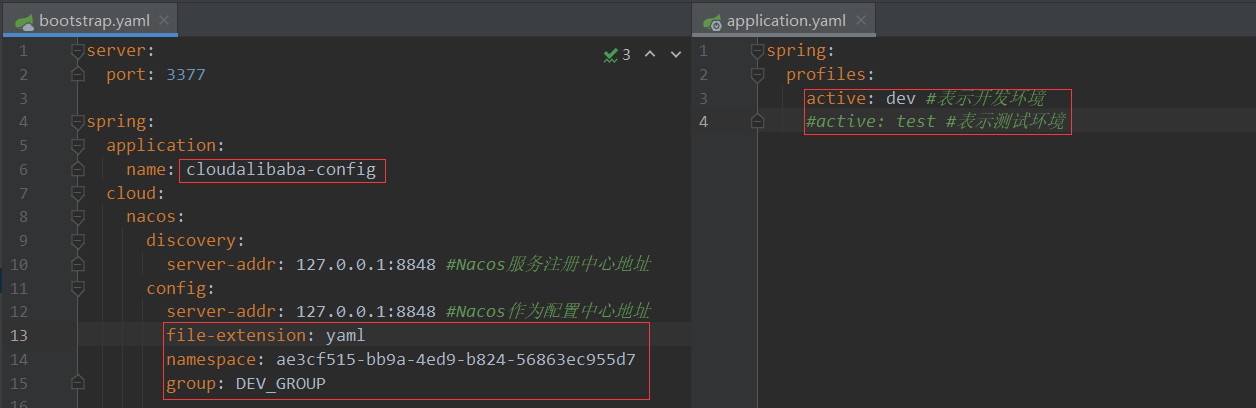 bootstrap.yaml
server:
port: 3377
spring:
application:
name: cloudalibaba-config
cloud:
nacos:
discovery:
server-addr: 127.0.0.1:8848 #Nacos服务注册中心地址
config:
server-addr: 127.0.0.1:8848 #Nacos作为配置中心地址
file-extension: yaml
namespace: ae3cf515-bb9a-4ed9-b824-56863ec955d7
group: DEV_GROUP
1
2
3
4
5
6
7
8
9
10
11
12
13
14
15
16
3
application.yaml
1
2
3
4
spring:
profiles:
active: dev #表示开发环境
#active: test #表示测试环境